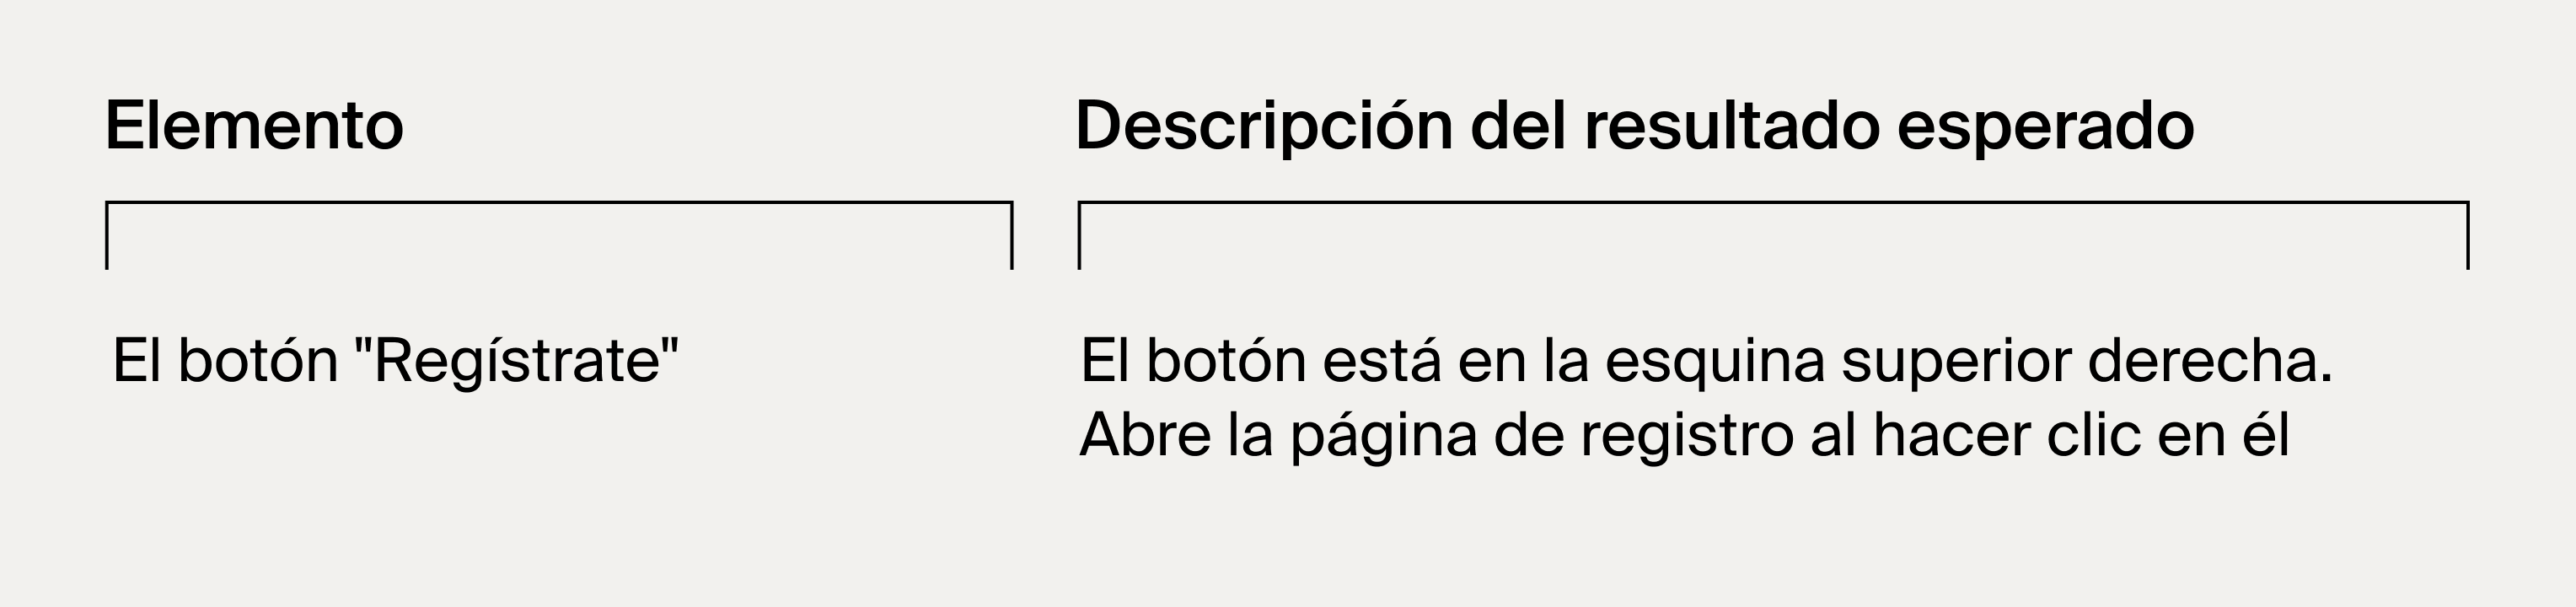 Elemento
Descripción del resultado esperado
El botón "Regístrate"
El botón está en la esquina superior derecha.
Abre la página de registro al hacer clic en él